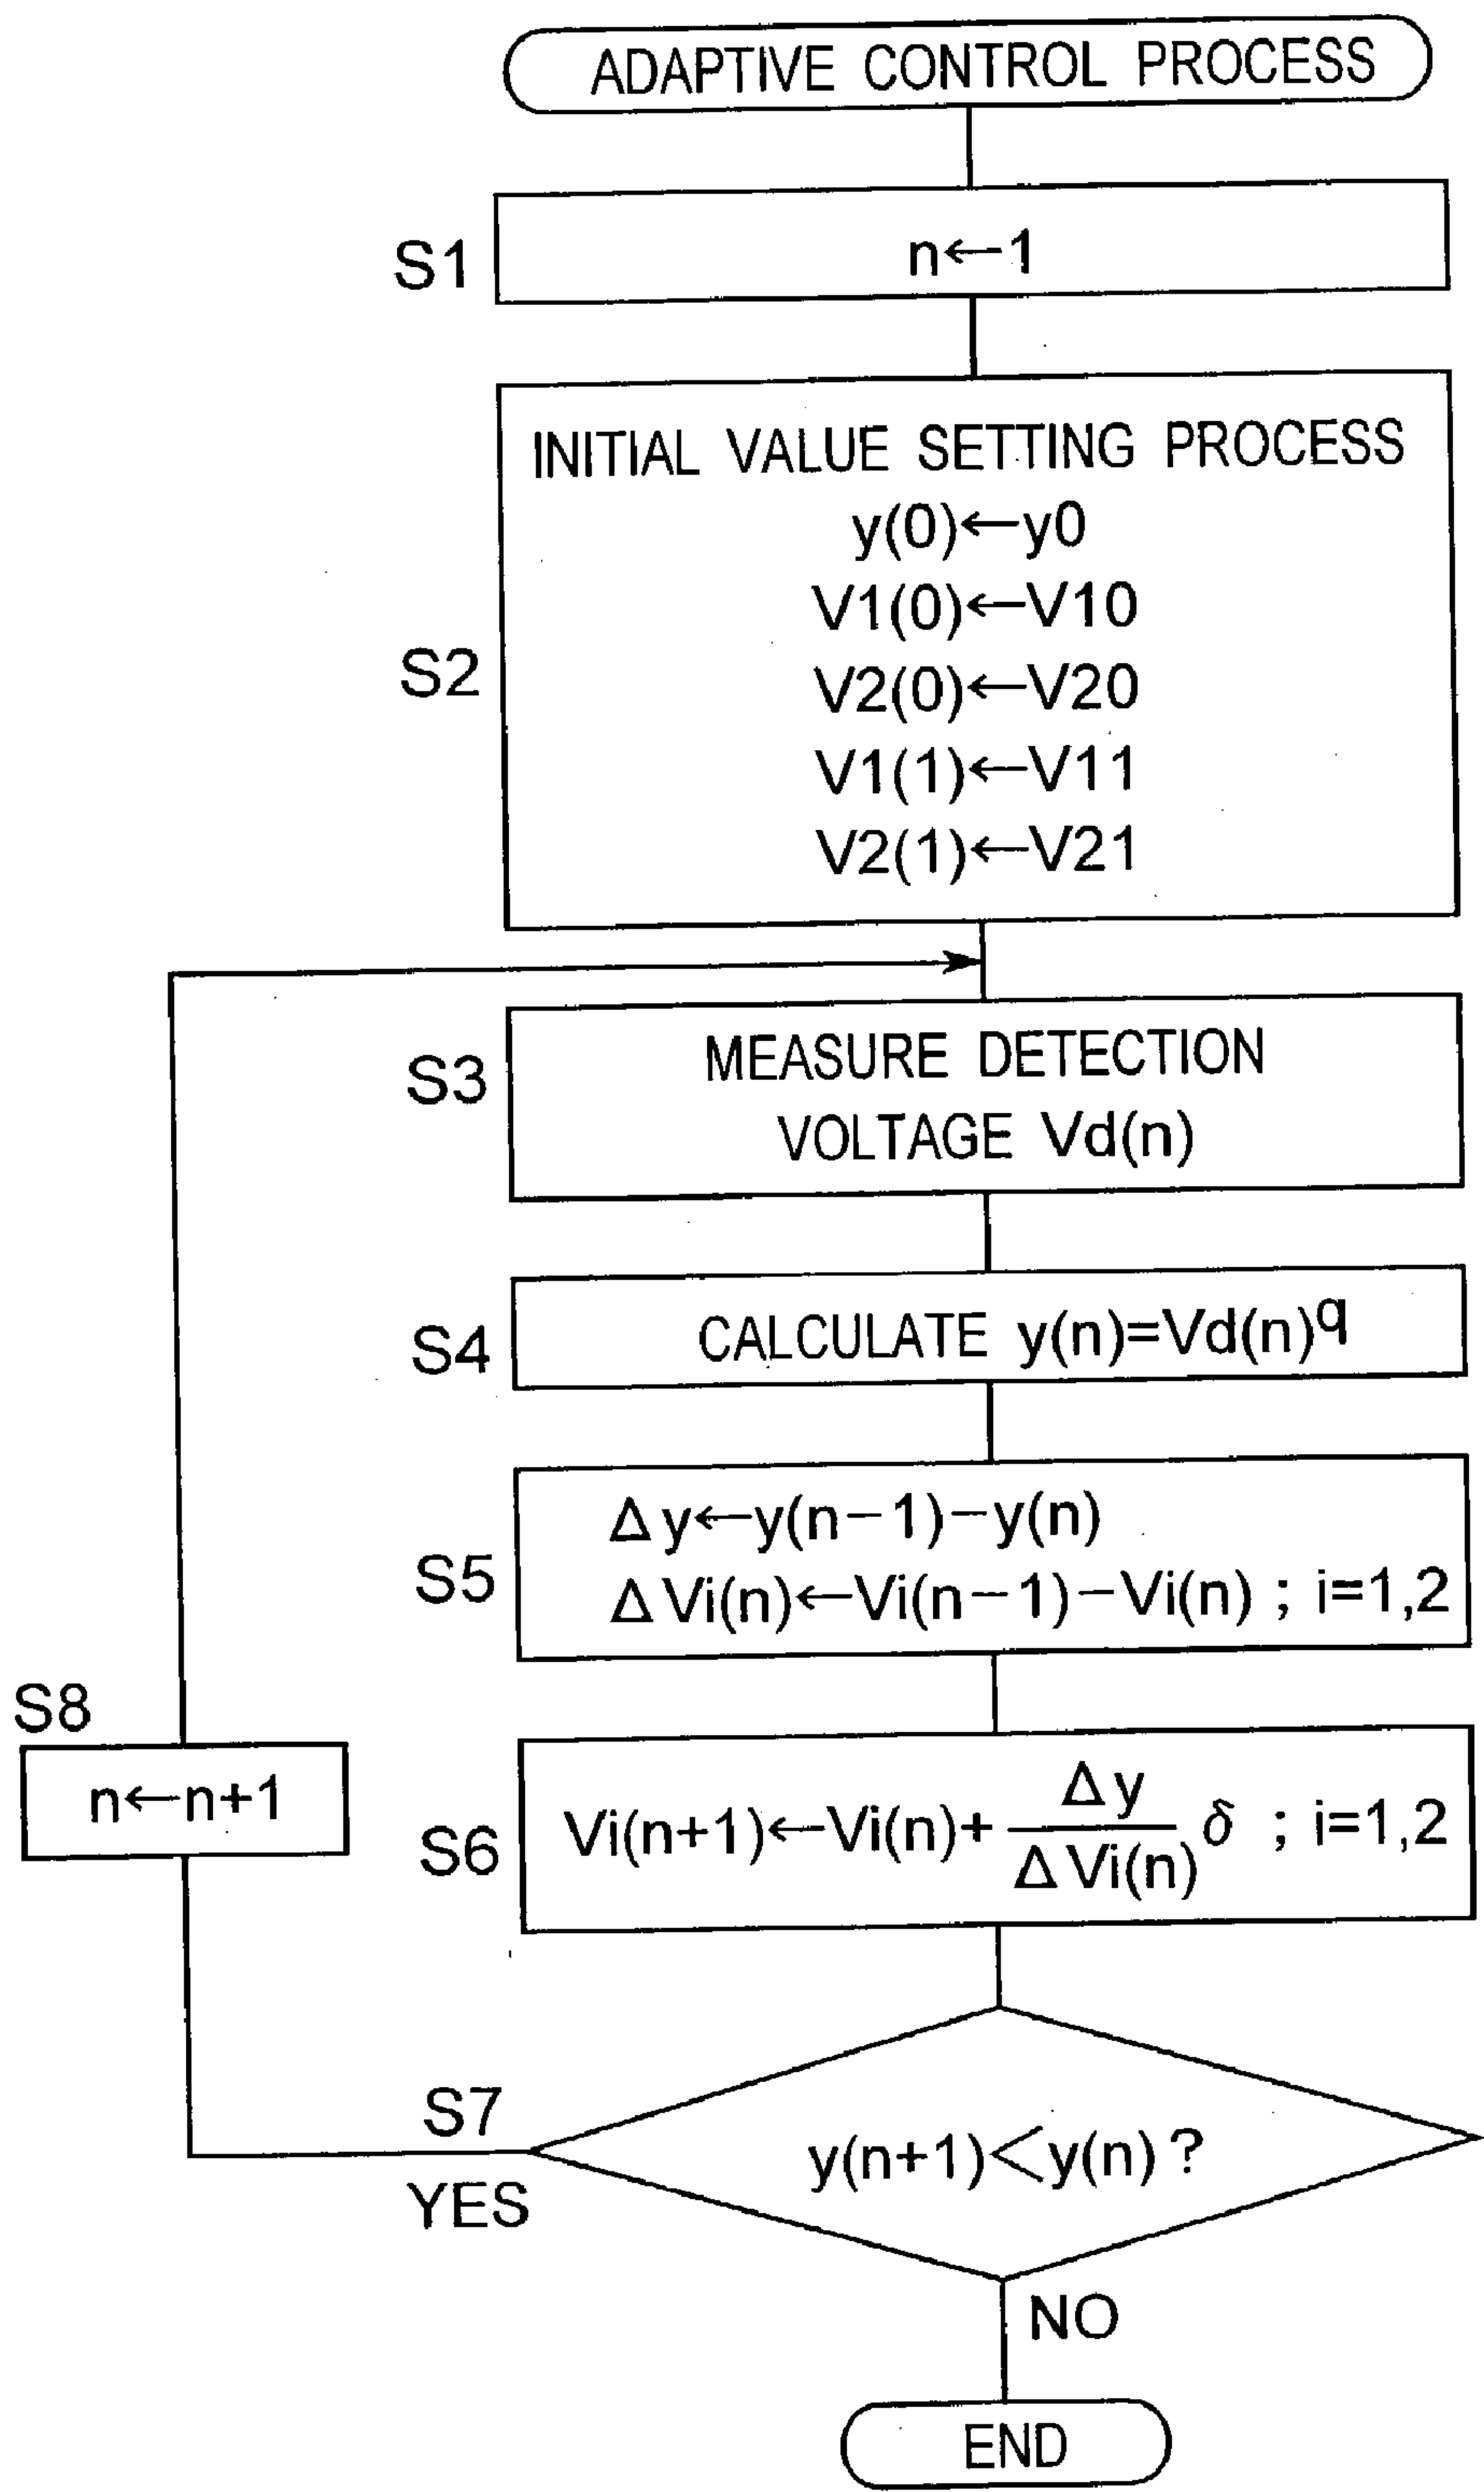 ADAPTIVE CONTROL PROCESS
S1
n←1
INITIAL VALUE SETTING PROCESS
y(0)←y0
V1(0)←V10
S2
V2(0)←V20
V1(1)←V11
V2(1)←V21
S3
MEASURE DETECTION
VOLTAGE Vd(n)
S4
CALCULATE y(n)=Vd(n)^q
S5
Δy←y(n−1)−y(n)
ΔVi(n)←Vi(n−1)−Vi(n) ; i=1,2
S8
n←n+1
S6
Vi(n+1)←Vi(n)+ Δy/ΔVi(n) δ ; i=1,2
S7
y(n+1)<y(n)?
YES
NO
END